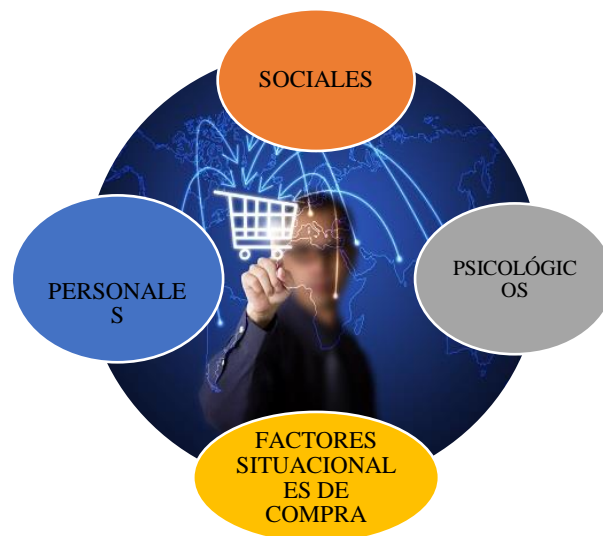 SOCIALES
PERSONALE
S
PSICOLÓGIC
OS
FACTORES
SITUACIONAL
ES DE
COMPRA